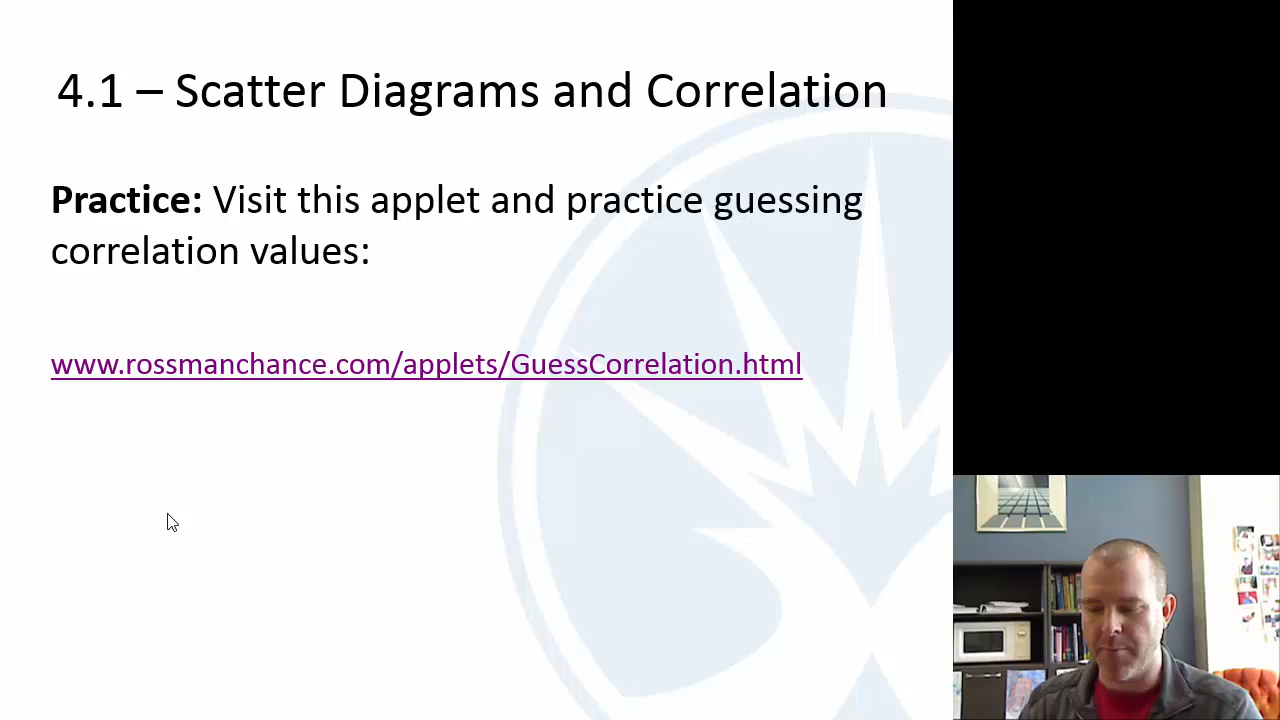 4.1 – Scatter Diagrams and Correlation
Practice: Visit this applet and practice guessing
correlation values:
www.rossmanchance.com/applets/GuessCorrelation.html